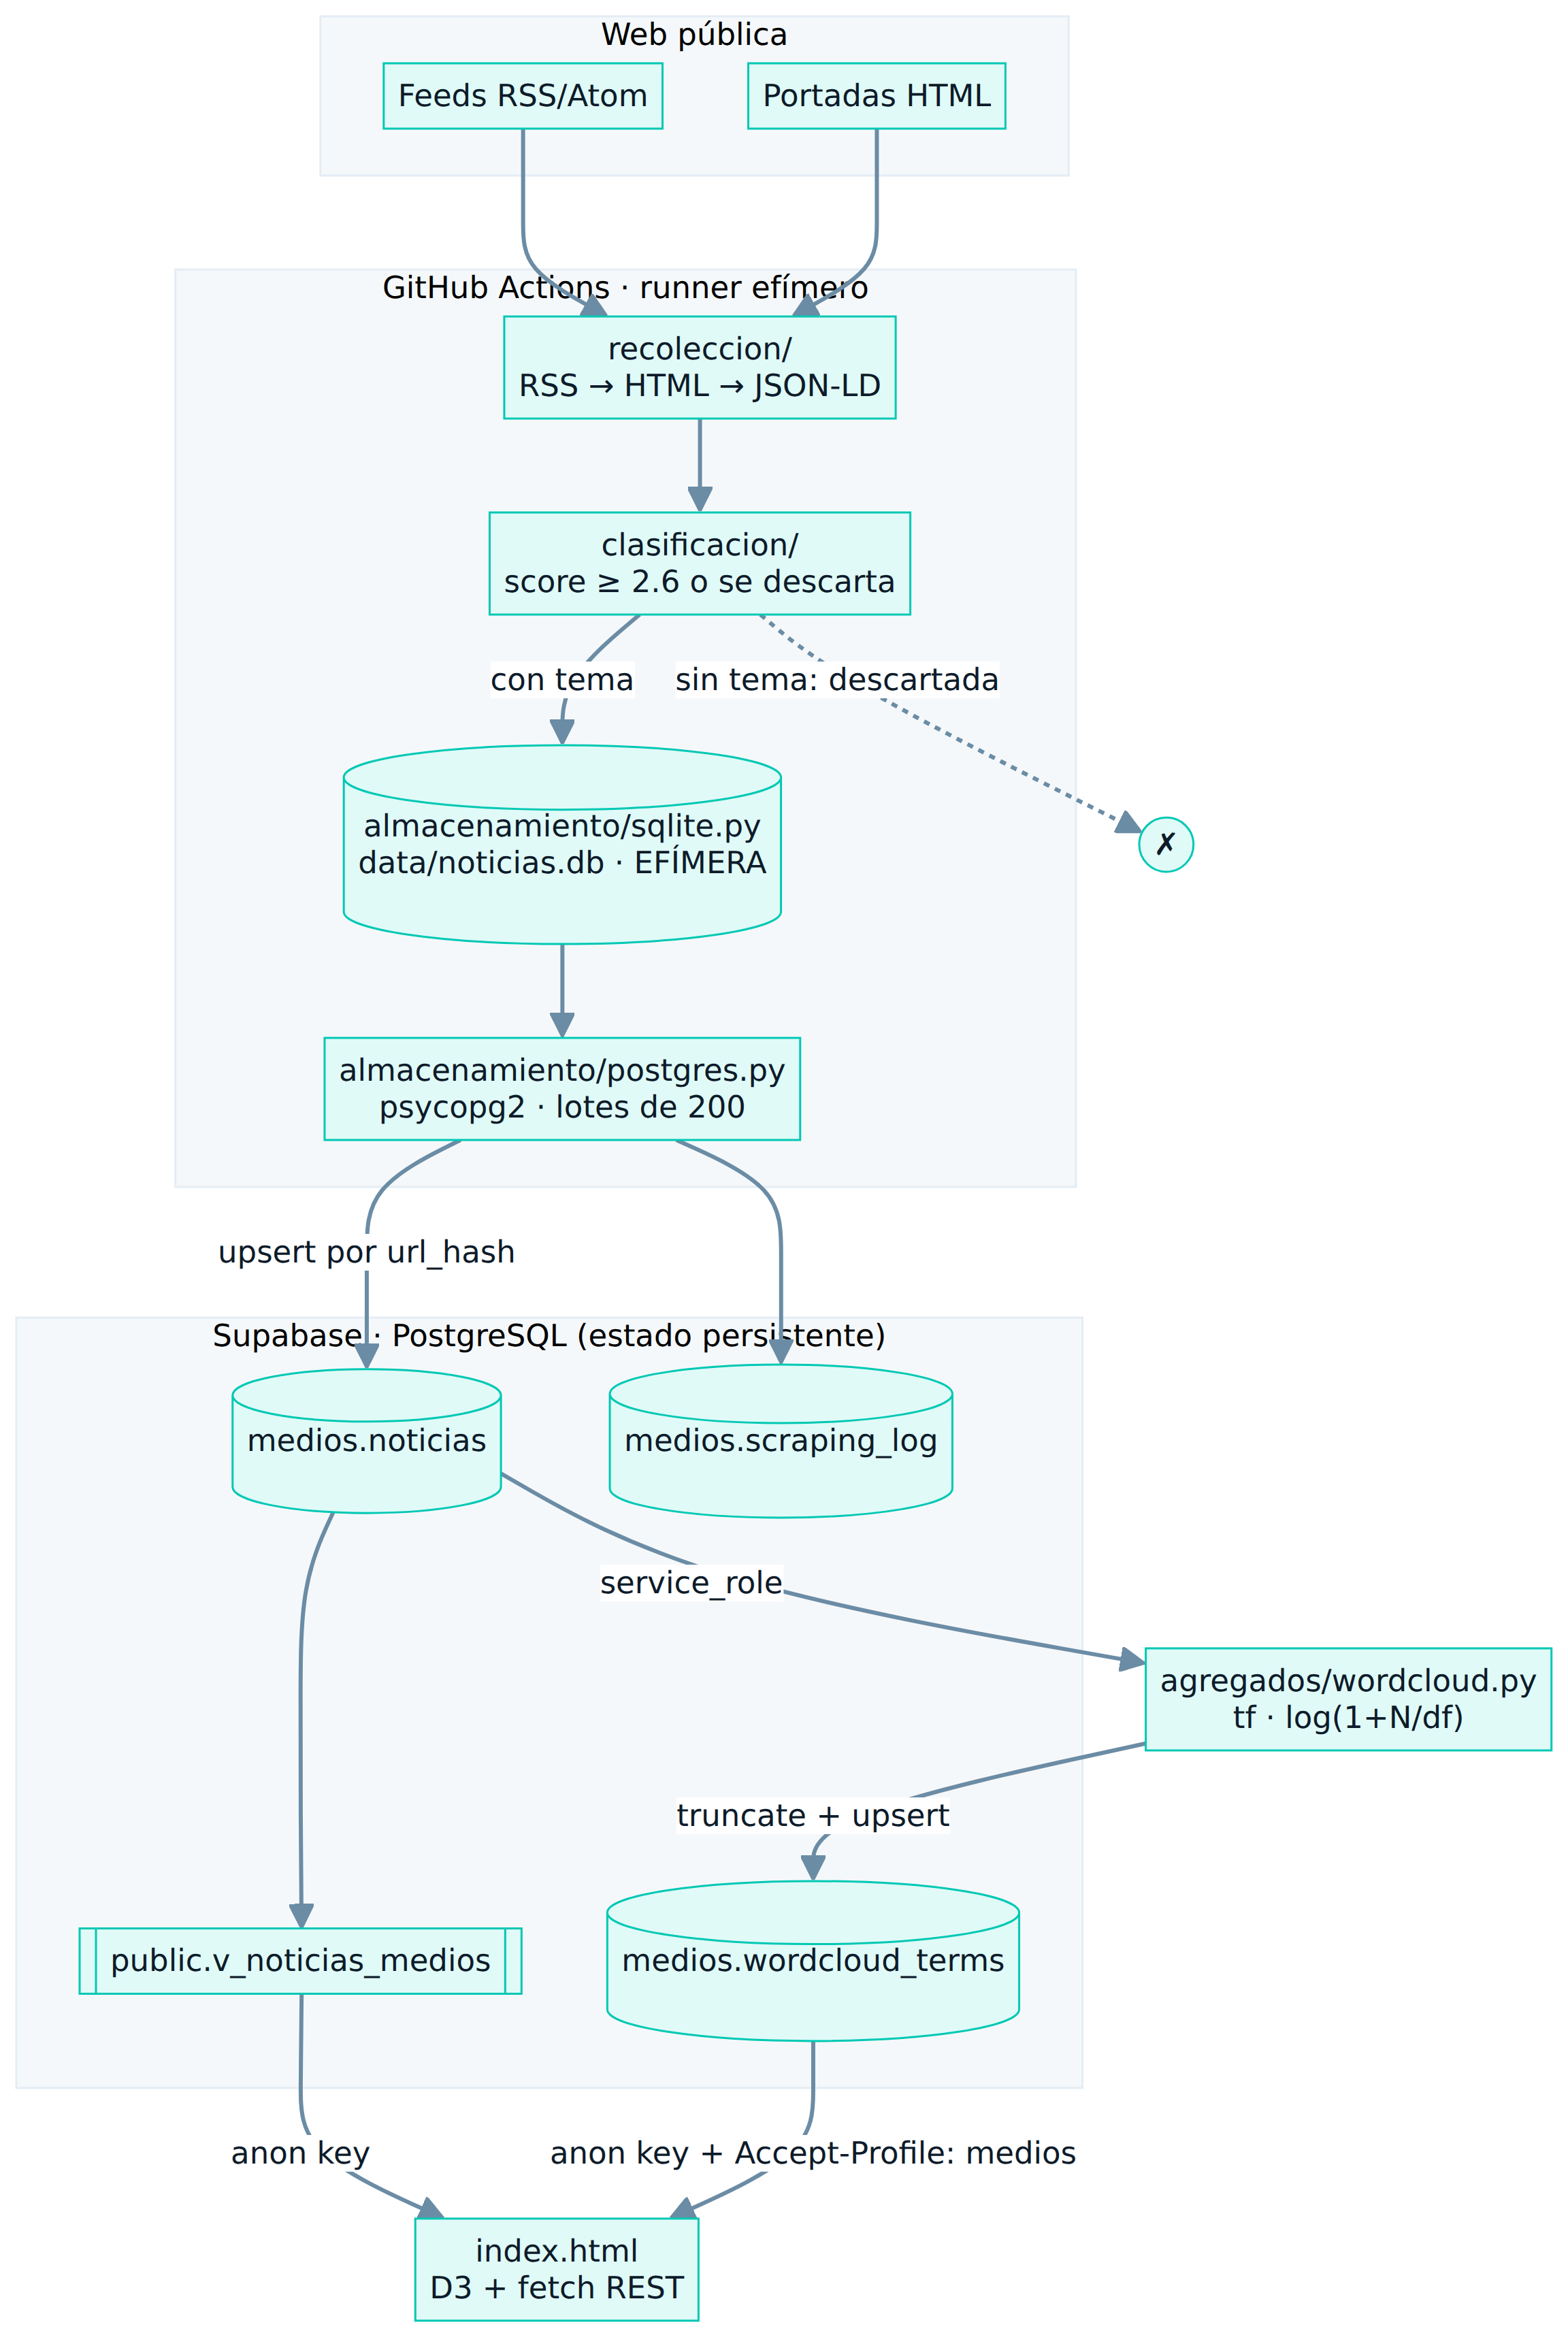 Web pública
Feeds RSS/Atom
Portadas HTML
GitHub Actions · runner efímero
recoleccion/
RSS → HTML → JSON-LD
clasificacion/
score ≥ 2.6 o se descarta
con tema
sin tema: descartada
almacenamiento/sqlite.py
data/noticias.db · EFÍMERA
✗
almacenamiento/postgres.py
psycopg2 · lotes de 200
upsert por url_hash
Supabase · PostgreSQL (estado persistente)
medios.noticias
medios.scraping_log
service_role
agregados/wordcloud.py
tf · log(1+N/df)
truncate + upsert
public.v_noticias_medios
medios.wordcloud_terms
anon key
anon key + Accept-Profile: medios
index.html
D3 + fetch REST